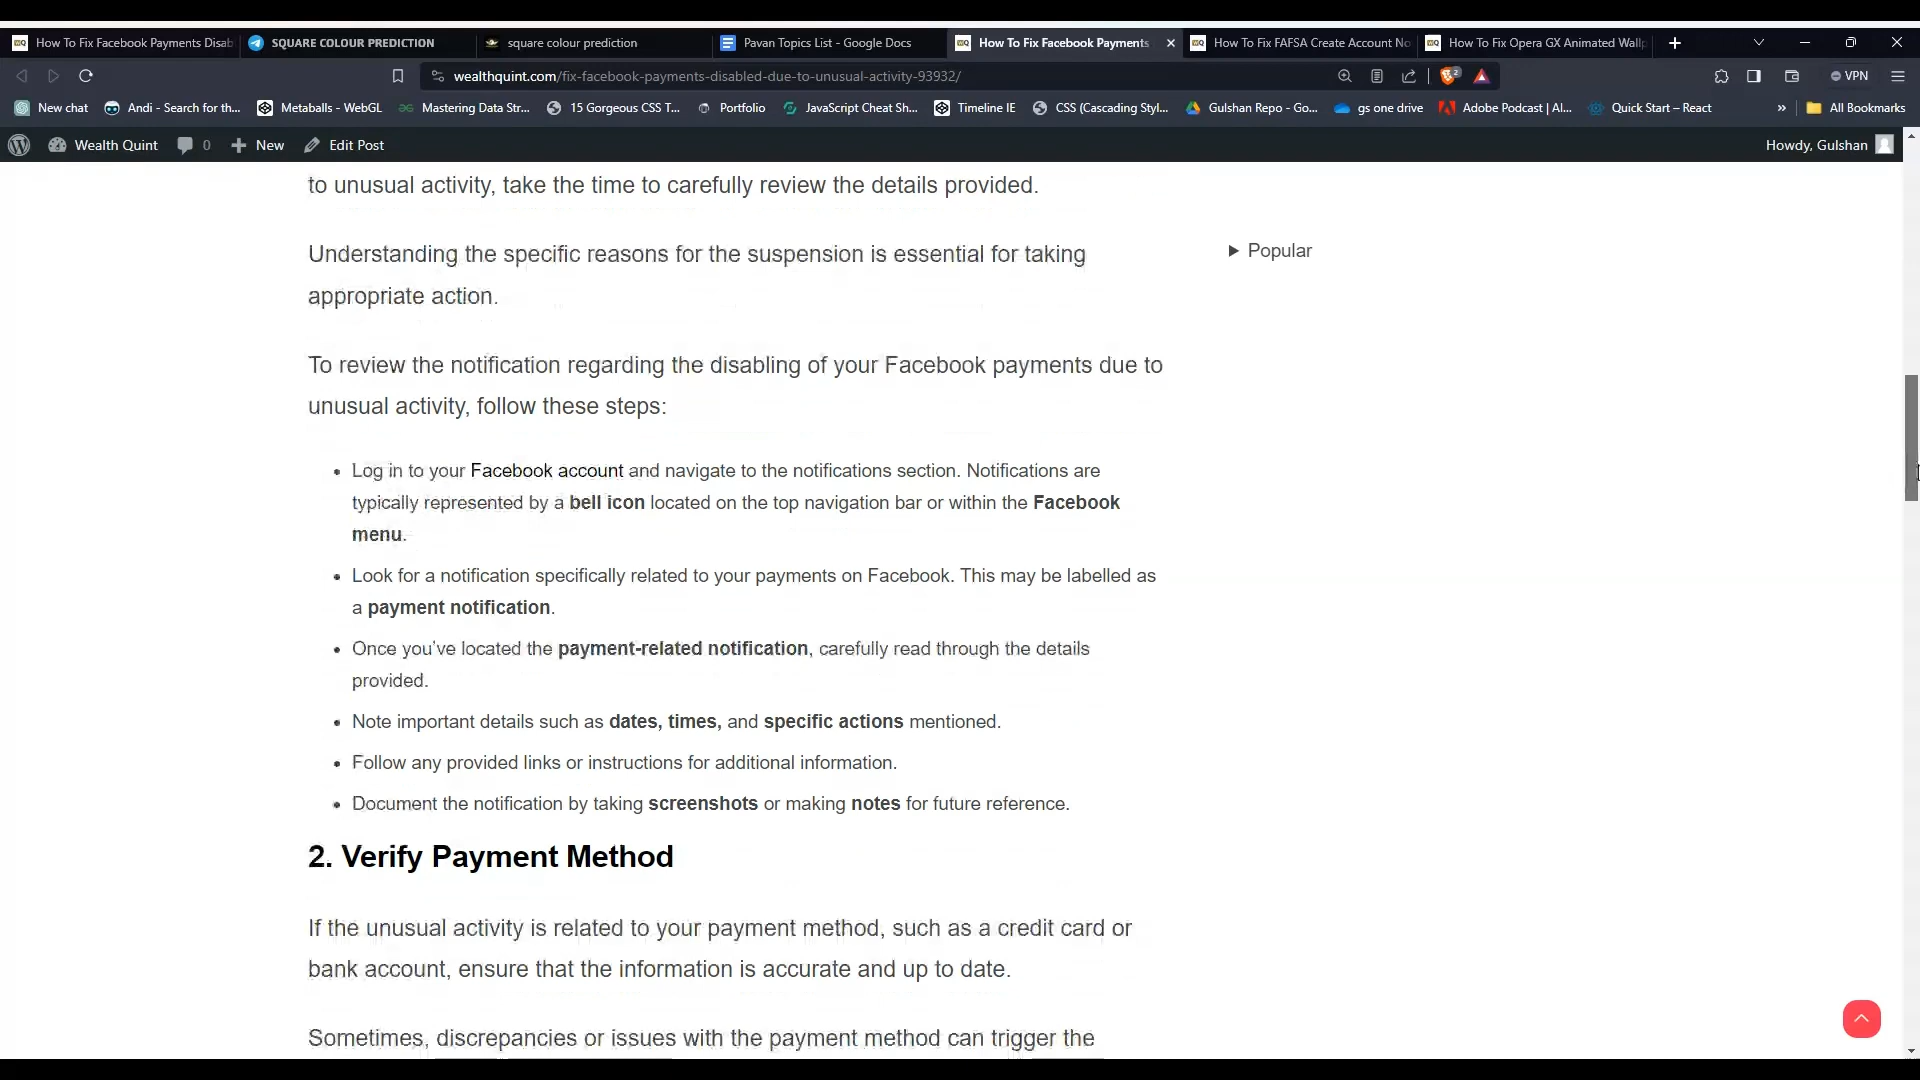 How To Fix Facebook Payments Disab
SQUARE COLOUR PREDICTION
square colour prediction
Pavan Topics List - Google Docs
How To Fix Facebook Payments
How To Fix FAFSA Create Account No
How To Fix Opera GX Animated Wallp
wealthquint.com/fix-facebook-payments-disabled-due-to-unusual-activity-93932/
2
VPN
New chat
Andi - Search for th...
Metaballs - WebGL
Mastering Data Str...
15 Gorgeous CSS T...
Portfolio
JavaScript Cheat Sh...
Timeline IE
CSS (Cascading Styl...
Gulshan Repo - Go...
gs one drive
Adobe Podcast | Al...
Quick Start – React
»
All Bookmarks
Wealth Quint
0
New
Edit Post
Howdy, Gulshan
to unusual activity, take the time to carefully review the details provided.
Understanding the specific reasons for the suspension is essential for taking
appropriate action.
Popular
To review the notification regarding the disabling of your Facebook payments due to
unusual activity, follow these steps:
• Log in to your Facebook account and navigate to the notifications section. Notifications are
typically represented by a bell icon located on the top navigation bar or within the Facebook
menu.
• Look for a notification specifically related to your payments on Facebook. This may be labelled as
a payment notification.
• Once you’ve located the payment-related notification, carefully read through the details
provided.
• Note important details such as dates, times, and specific actions mentioned.
• Follow any provided links or instructions for additional information.
• Document the notification by taking screenshots or making notes for future reference.
2. Verify Payment Method
If the unusual activity is related to your payment method, such as a credit card or
bank account, ensure that the information is accurate and up to date.
Sometimes, discrepancies or issues with the payment method can trigger the